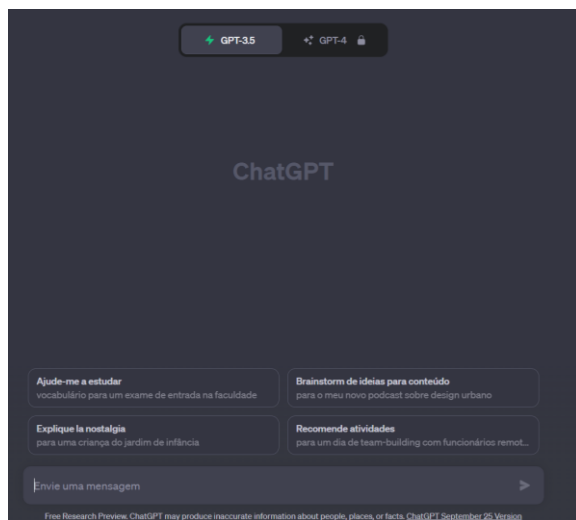 GPT-3.5 GPT-4
ChatGPT
Ajude-me a estudar
vocabulário para um exame de entrada na faculdade
Brainstorm de ideias para conteúdo
para o meu novo podcast sobre design urbano
Explique la nostalgia
para uma criança do jardim de infância
Recomende atividades
para um dia de team-building com funcionários remot...
Envie uma mensagem
Free Research Preview. ChatGPT may produce inaccurate information about people, places, or facts. ChatGPT September 25 Version